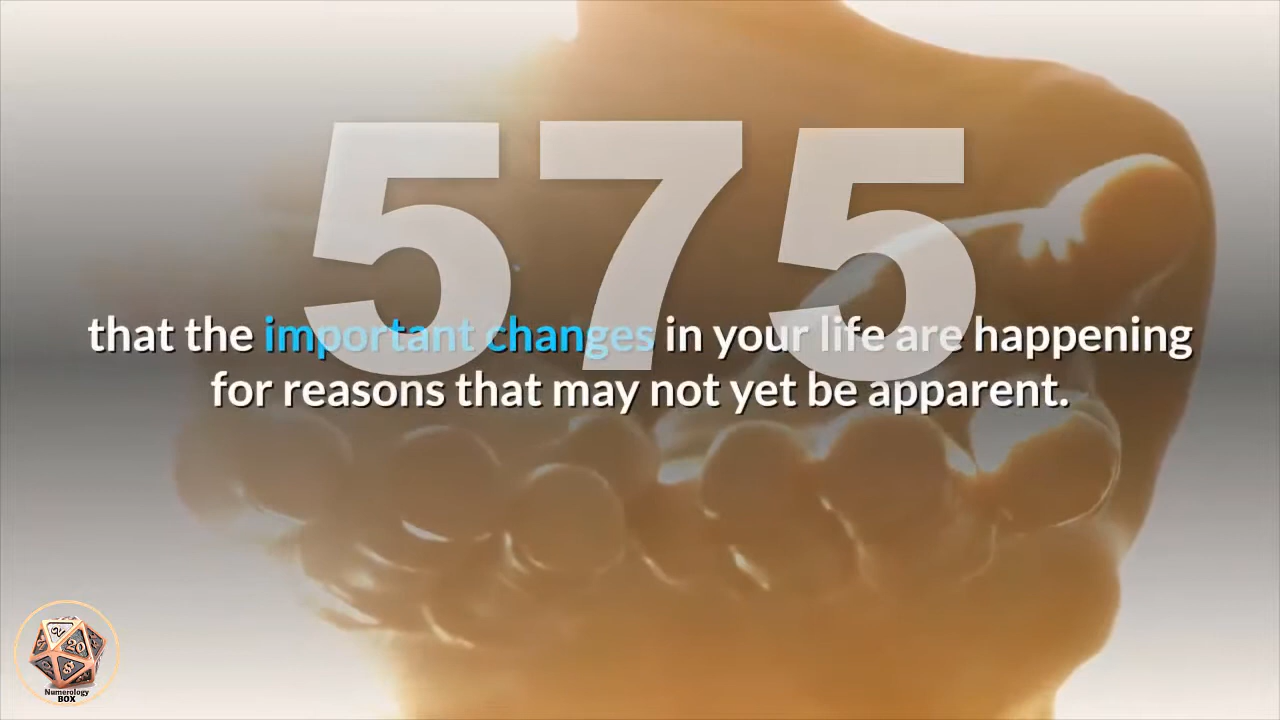 575
that the important changes in your life are happening
for reasons that may not yet be apparent.
20
Numerology
BOX